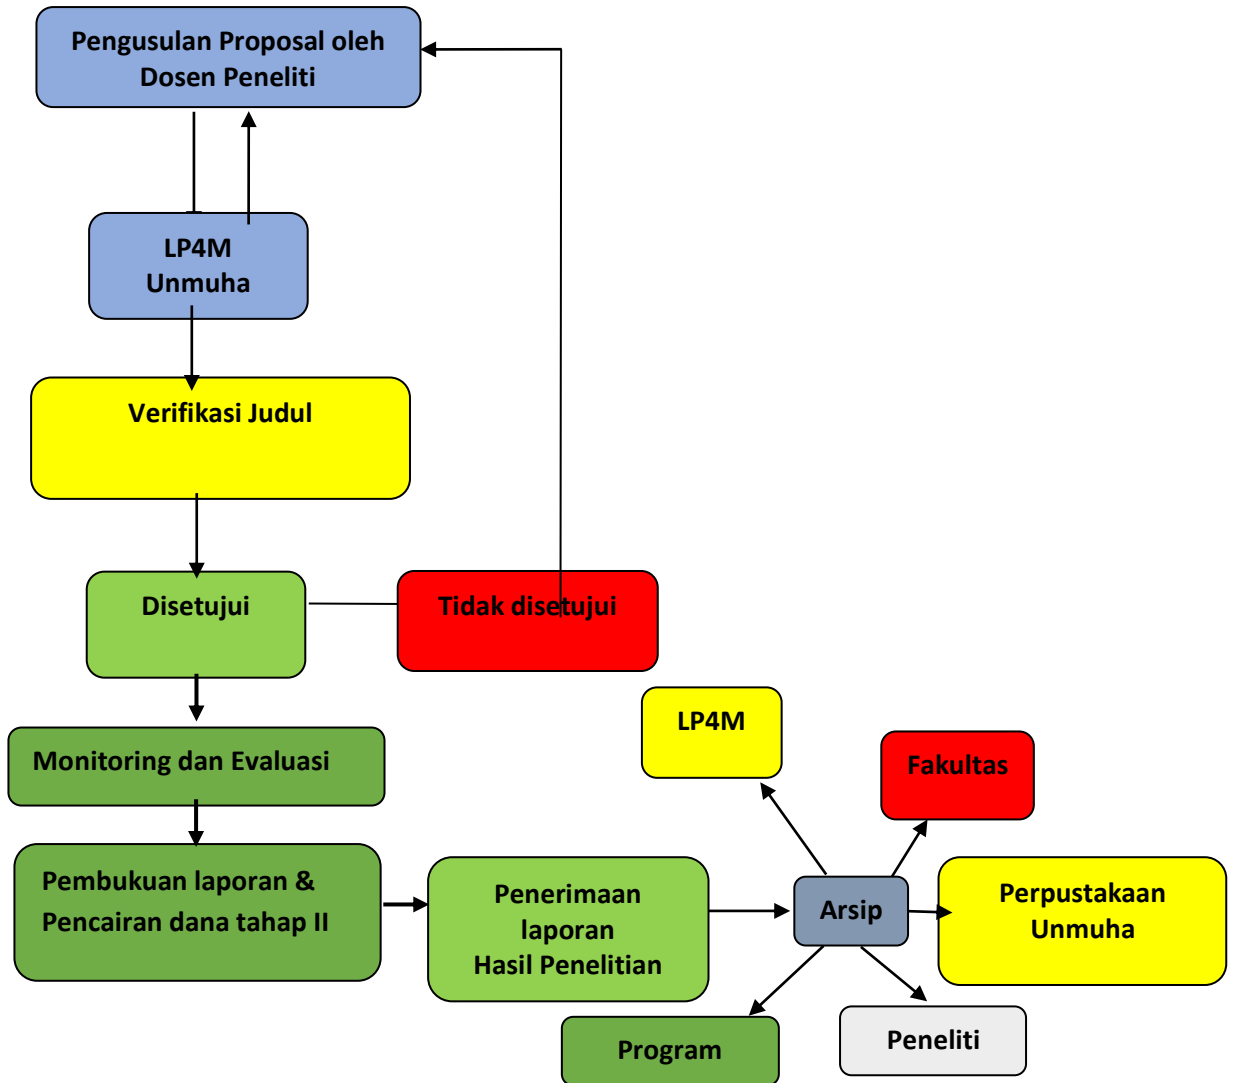 Pengusulan Proposal oleh
Dosen Peneliti
LP4M
Unmuha
Verifikasi Judul
Disetujui
Tidak disetujui
Monitoring dan Evaluasi
Pembukuan laporan &
Pencairan dana tahap II
Penerimaan
laporan
Hasil Penelitian
Arsip
LP4M
Fakultas
Perpustakaan
Unmuha
Peneliti
Program